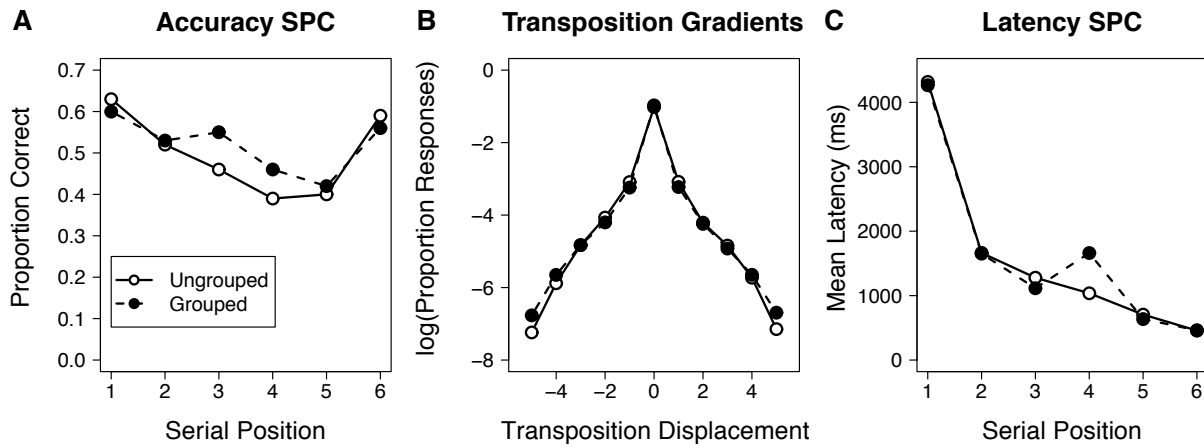 A
Accuracy SPC
Proportion Correct
0.7
0.6
0.5
0.4
0.3
0.2
0.1
0.0
Ungrouped
Grouped
1 2 3 4 5 6
Serial Position
B
Transposition Gradients
log(Proportion Responses)
0
−2
−4
−6
−8
−4 −2 0 2 4
Transposition Displacement
C
Latency SPC
Mean Latency (ms)
4000
3000
2000
1000
0
1 2 3 4 5 6
Serial Position